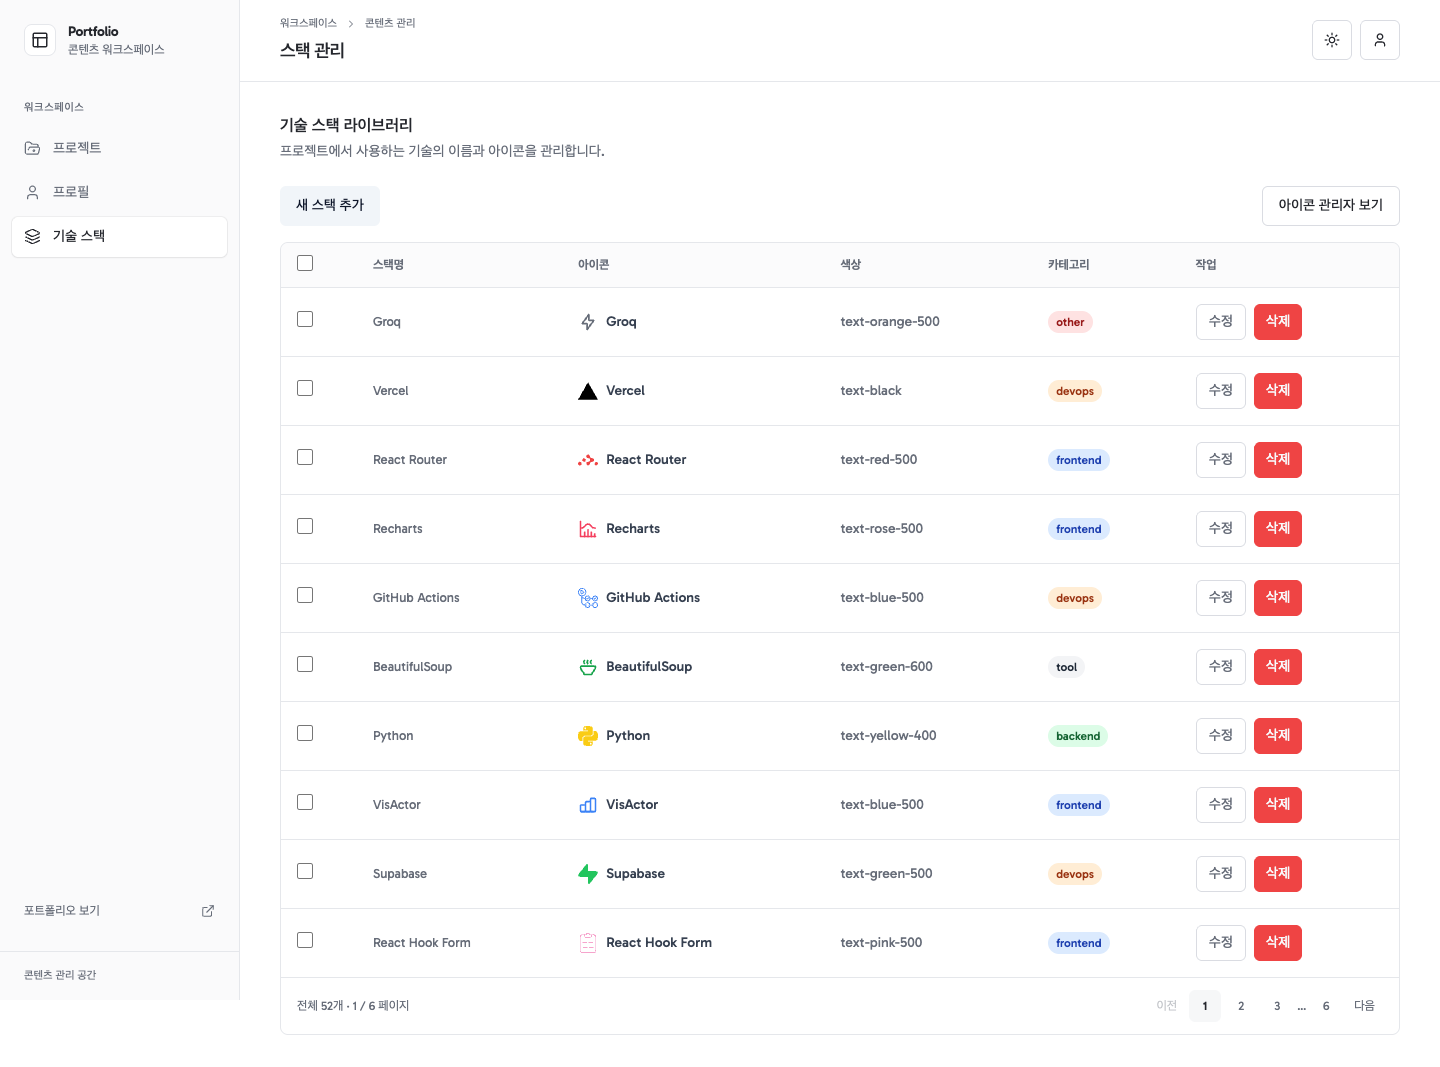 Portfolio
콘텐츠 워크스페이스
워크스페이스
프로젝트
프로필
기술 스택
포트폴리오 보기
콘텐츠 관리 공간
워크스페이스 > 콘텐츠 관리
스택 관리
기술 스택 라이브러리
프로젝트에서 사용하는 기술의 이름과 아이콘을 관리합니다.
새 스택 추가 아이콘 관리자 보기
스택명 아이콘 색상 카테고리 작업
Groq Groq text-orange-500 other 수정 삭제
Vercel Vercel text-black devops 수정 삭제
React Router React Router text-red-500 frontend 수정 삭제
Recharts Recharts text-rose-500 frontend 수정 삭제
GitHub Actions GitHub Actions text-blue-500 devops 수정 삭제
BeautifulSoup BeautifulSoup text-green-600 tool 수정 삭제
Python Python text-yellow-400 backend 수정 삭제
VisActor VisActor text-blue-500 frontend 수정 삭제
Supabase Supabase text-green-500 devops 수정 삭제
React Hook Form React Hook Form text-pink-500 frontend 수정 삭제
전체 52개 · 1 / 6 페이지 이전 1 2 3 ... 6 다음